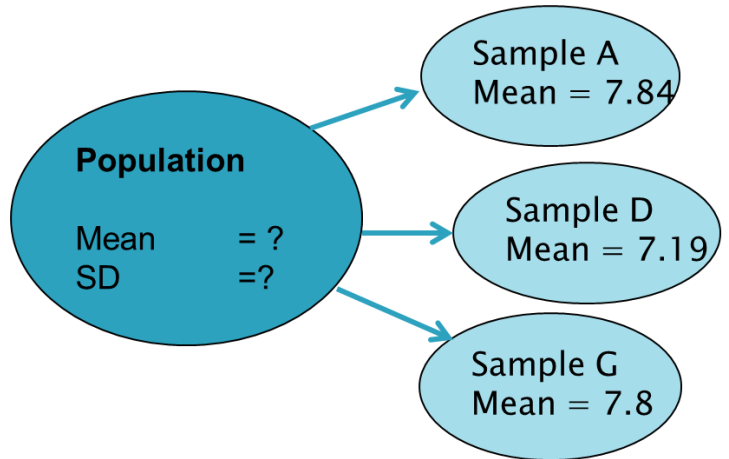 Population
Mean = ?
SD =?
Sample A
Mean = 7.84
Sample D
Mean = 7.19
Sample G
Mean = 7.8